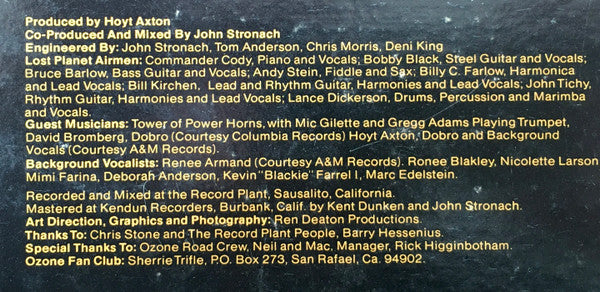 Produced by Hoyt Axton
Co-Produced And Mixed By John Stronach
Engineered By: John Stronach, Tom Anderson, Chris Morris, Deni King
Lost Planet Airmen: Commander Cody, Piano and Vocals; Bobby Black, Steel Guitar and Vocals;
Bruce Barlow, Bass Guitar and Vocals; Andy Stein, Fiddle and Sax; Billy C. Farlow, Harmonica
and Lead Vocals; Bill Kirchen, Lead and Rhythm Guitar, Harmonies and Lead Vocals; John Tichy,
Rhythm Guitar, Harmonies and Lead Vocals; Lance Dickerson, Drums, Percussion and Marimba
and Vocals.
Guest Musicians: Tower of Power Horns, with Mic Gilette and Gregg Adams Playing Trumpet,
David Bromberg, Dobro (Courtesy Columbia Records) Hoyt Axton, Dobro and Background
Vocals (Courtesy A&M Records).
Background Vocalists: Renee Armand (Courtesy A&M Records). Ronee Blakley, Nicolette Larson
Mimi Farina, Deborah Anderson, Kevin "Blackie" Farrel l, Marc Edelstein.
Recorded and Mixed at the Record Plant, Sausalito, California.
Mastered at Kendun Recorders, Burbank, Calif. by Kent Dunken and John Stronach.
Art Direction, Graphics and Photography: Ren Deaton Productions.
Thanks To: Chris Stone and The Record Plant People, Barry Hessenius.
Special Thanks To: Ozone Road Crew, Neil and Mac, Manager, Rick Higginbotham.
Ozone Fan Club: Sherrie Trifle, P.O. Box 273, San Rafael, Ca. 94902.